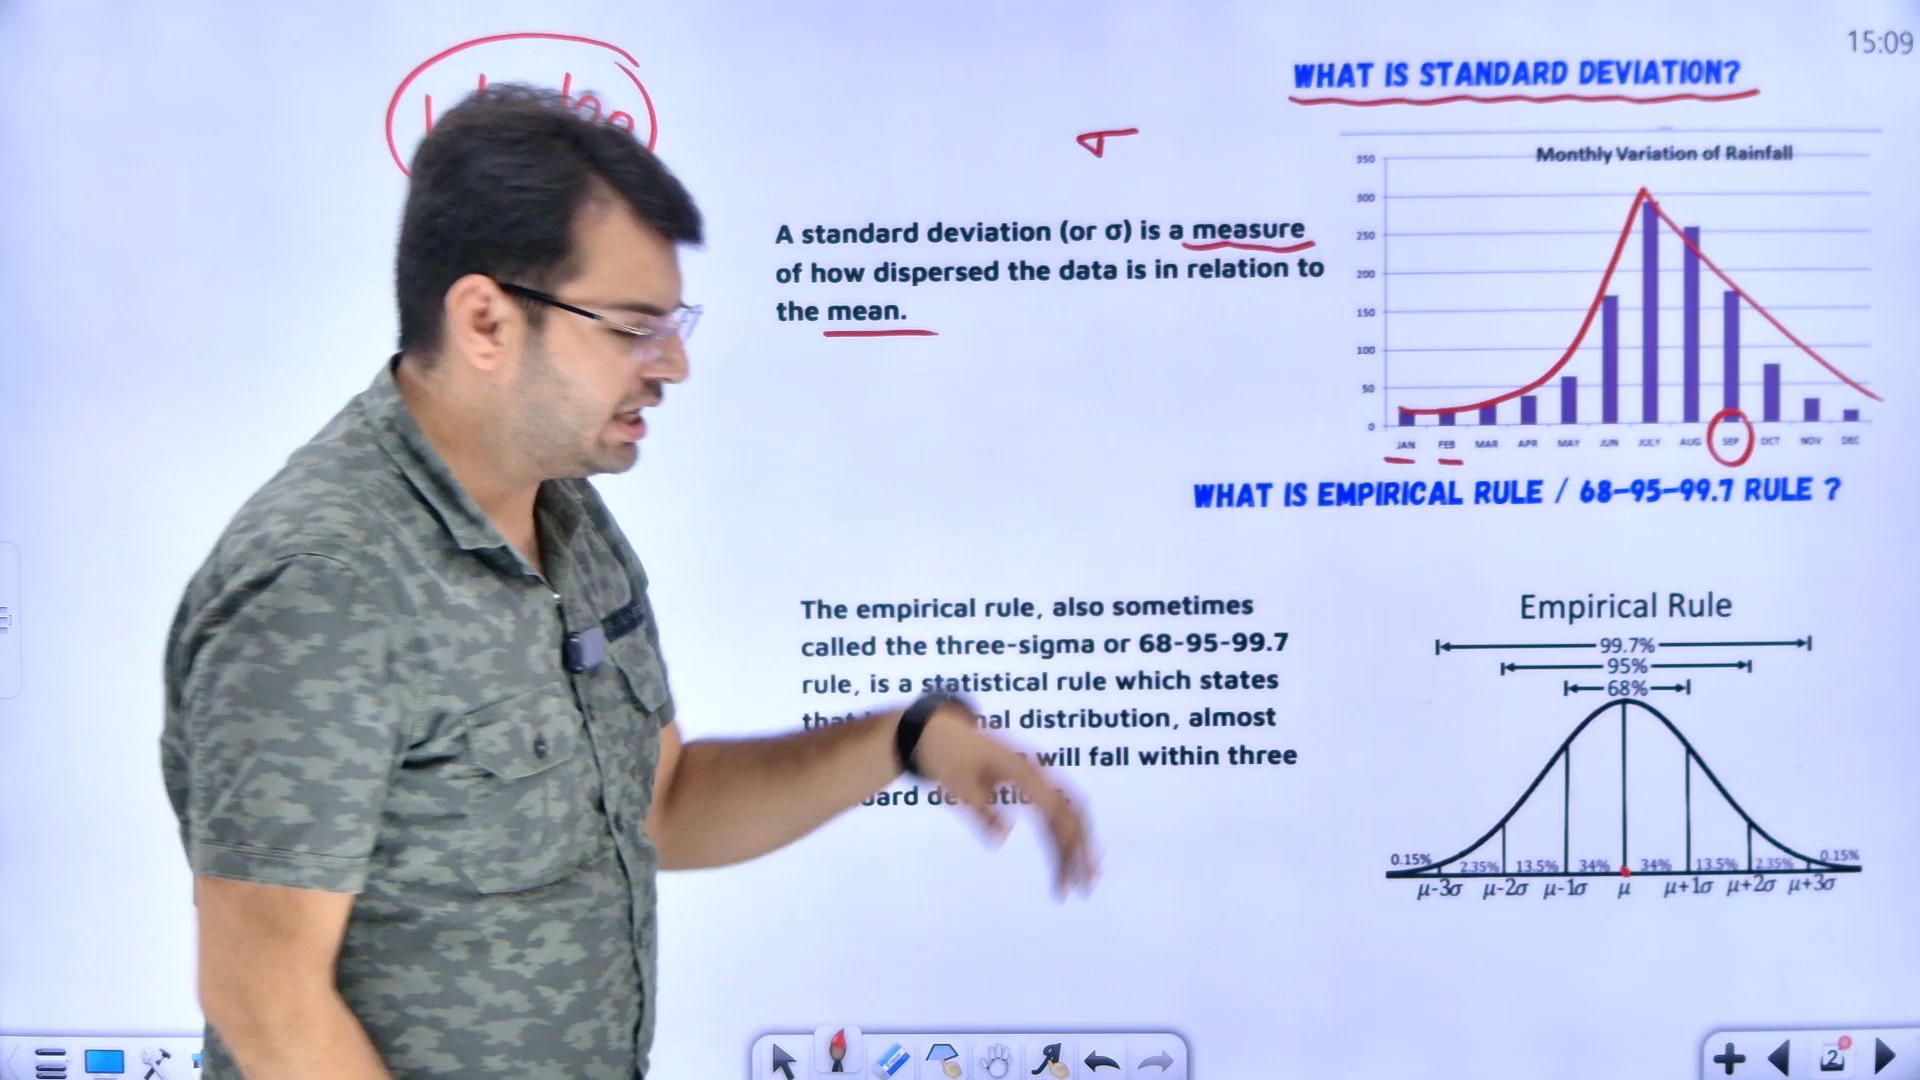 15:09
WHAT IS STANDARD DEVIATION?
σ
Monthly Variation of Rainfall
350
300
250
200
150
100
50
0
JAN FEB MAR APR MAY JUN JULY AUG SEP OCT NOV DEC
A standard deviation (or σ) is a measure
of how dispersed the data is in relation to
the mean.
WHAT IS EMPIRICAL RULE / 68-95-99.7 RULE ?
The empirical rule, also sometimes
called the three-sigma or 68-95-99.7
rule, is a statistical rule which states
that distribution, almost
will fall within three
Empirical Rule
99.7%
95%
68%
0.15% 2.35% 13.5% 34% 34% 13.5% 2.35% 0.15%
μ-3σ μ-2σ μ-1σ μ μ+1σ μ+2σ μ+3σ
2